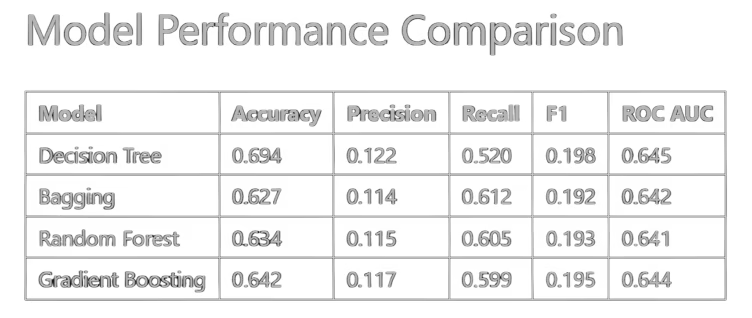 Model Performance Comparison
Model Accuracy Precision Recall F1 ROC AUC
Decision Tree 0.694 0.122 0.520 0.198 0.645
Bagging 0.627 0.114 0.612 0.192 0.642
Random Forest 0.634 0.115 0.605 0.193 0.641
Gradient Boosting 0.642 0.117 0.599 0.195 0.644